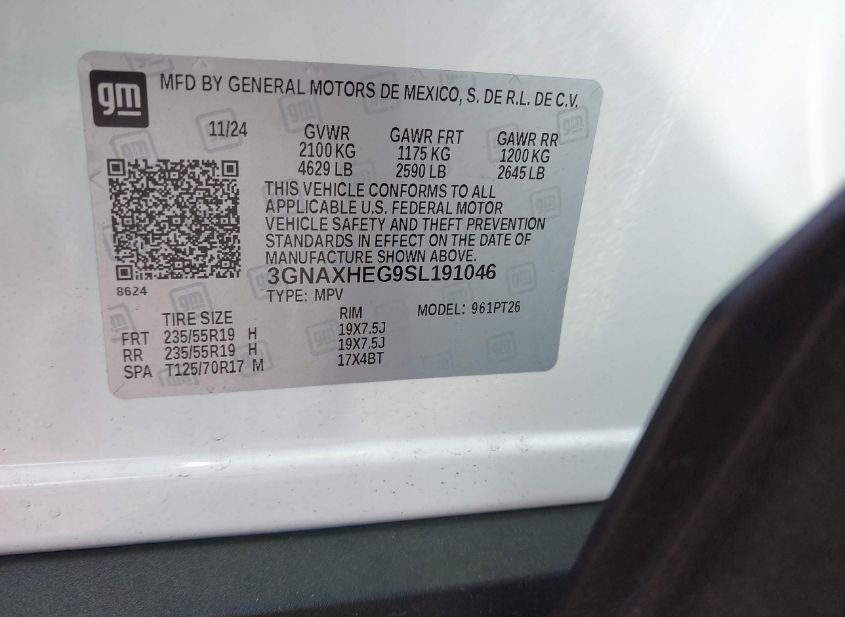 gm
MFD BY GENERAL MOTORS DE MEXICO, S. DE R.L. DE C.V.
11/24 GVWR GAWR FRT GAWR RR
2100 KG 1175 KG 1200 KG
4629 LB 2590 LB 2645 LB
THIS VEHICLE CONFORMS TO ALL
APPLICABLE U.S. FEDERAL MOTOR
VEHICLE SAFETY AND THEFT PREVENTION
STANDARDS IN EFFECT ON THE DATE OF
MANUFACTURE SHOWN ABOVE.
3GNAXHEG9SL191046
8624
TYPE: MPV MODEL: 961PT26
TIRE SIZE RIM
FRT 235/55R19 H 19X7.5J
RR 235/55R19 H 19X7.5J
SPA T125/70R17 M 17X4BT